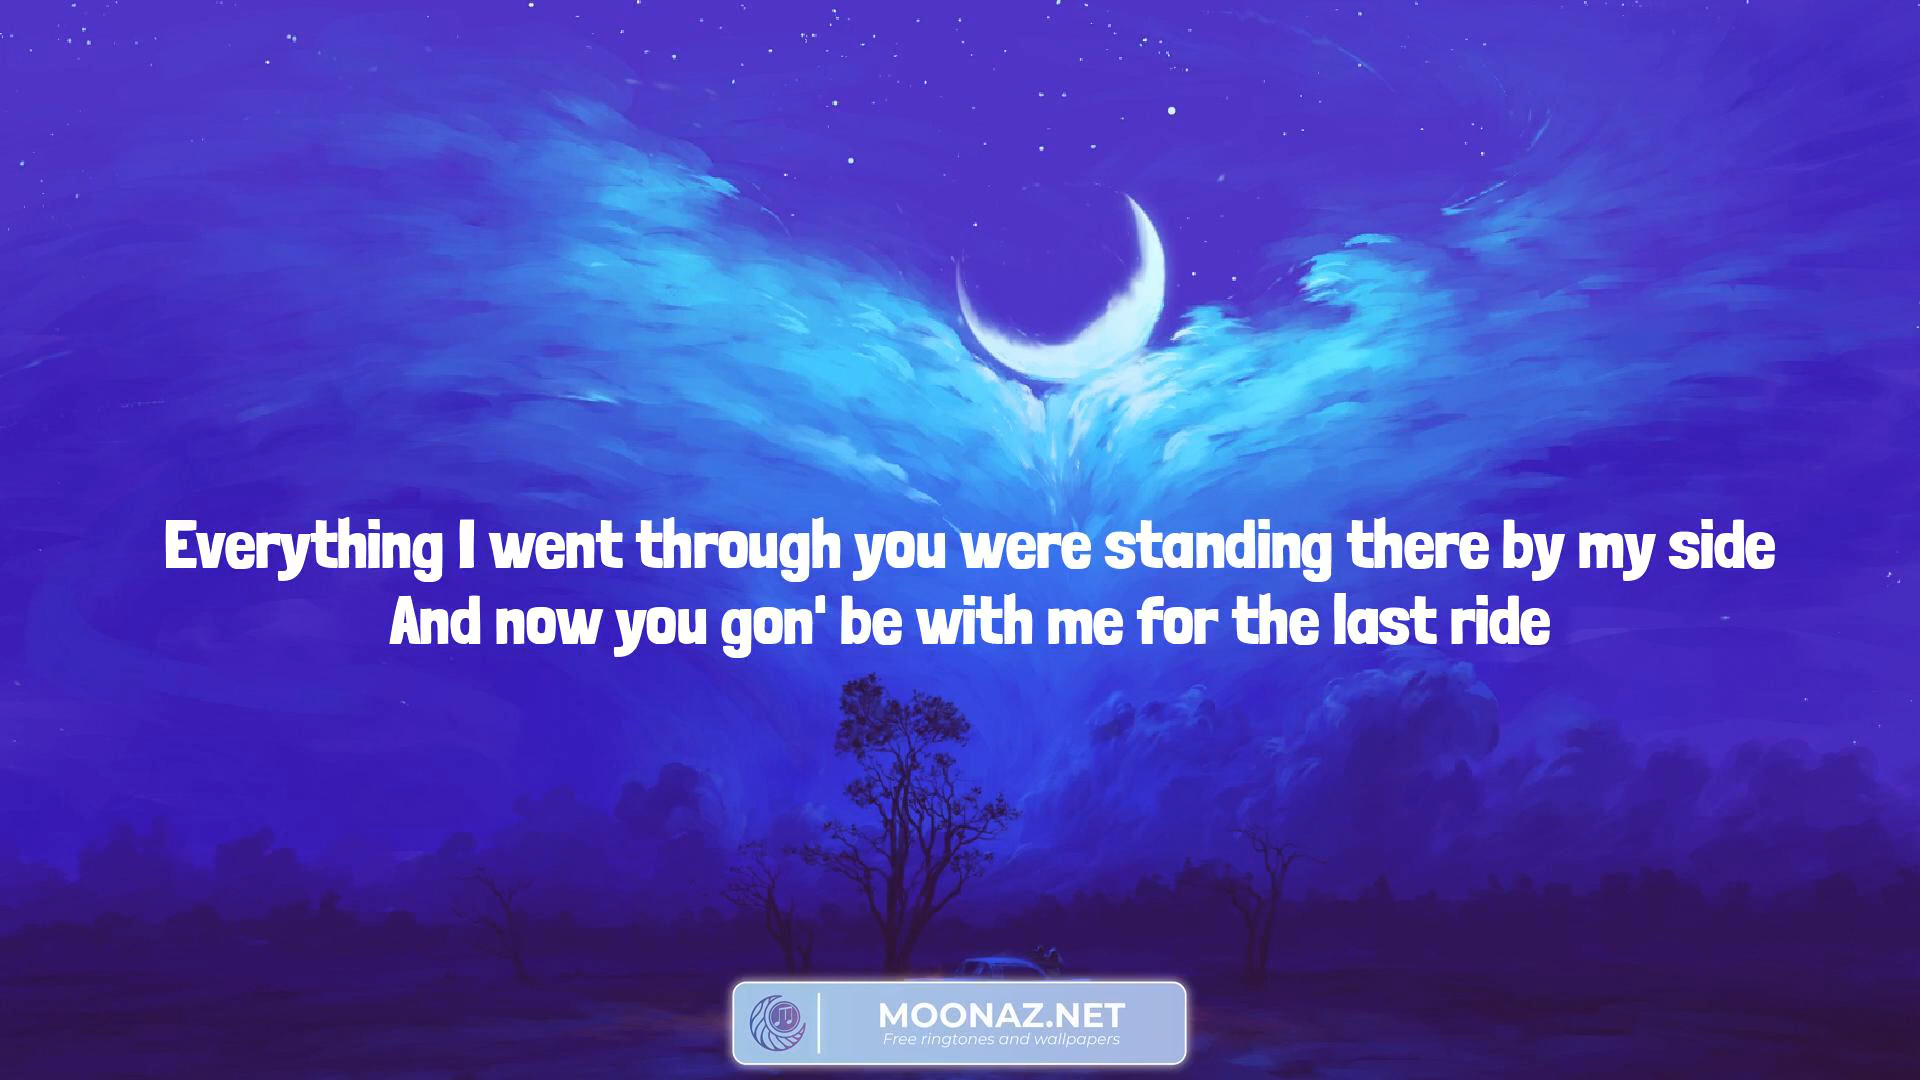 Everything I went through you were standing there by my side
And now you gon' be with me for the last ride
MOONAZ.NET
Free ringtones and wallpapers